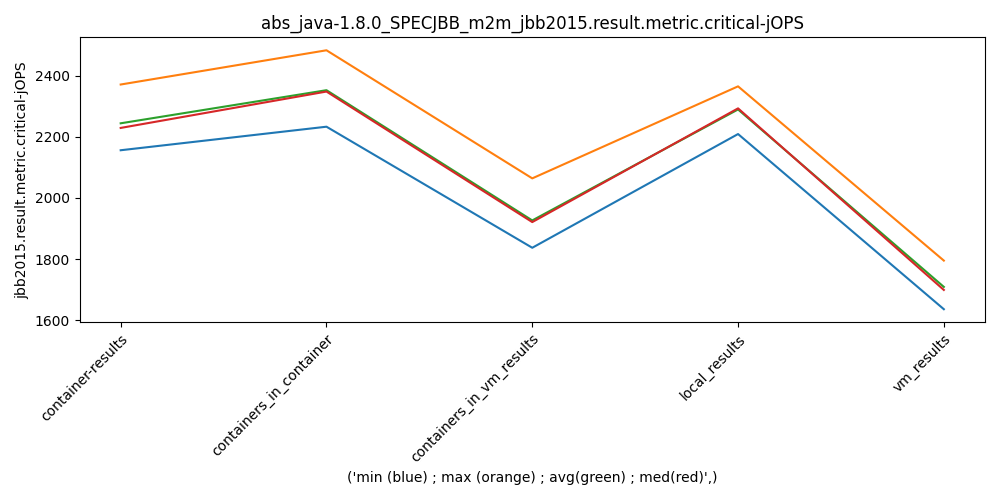 abs_java-1.8.0_SPECJBB_m2m_jbb2015.result.metric.critical-jOPS
jbb2015.result.metric.critical-jOPS
2400
2200
2000
1800
1600
container-results
containers_in_container
containers_in_vm_results
local_results
vm_results
('min (blue) ; max (orange) ; avg(green) ; med(red)',)